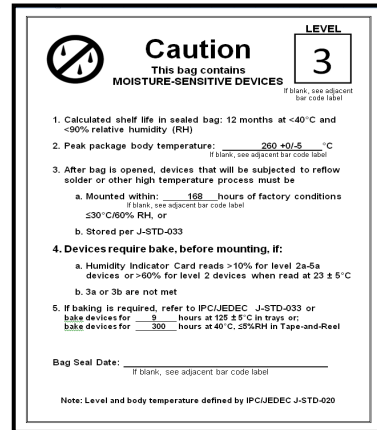 LEVEL
3
Caution
This bag contains
MOISTURE-SENSITIVE DEVICES
If blank, see adjacent
bar code label
1. Calculated shelf life in sealed bag: 12 months at <40°C and
<90% relative humidity (RH)
2. Peak package body temperature: 260 +0/-5 °C
If blank, see adjacent bar code label
3. After bag is opened, devices that will be subjected to reflow
solder or other high temperature process must be
a. Mounted within: 168 hours of factory conditions
If blank, see adjacent bar code label
≤30°C/60% RH, or
b. Stored per J-STD-033
4. Devices require bake, before mounting, if:
a. Humidity Indicator Card reads >10% for level 2a-5a
devices or >60% for level 2 devices when read at 23 ± 5°C
b. 3a or 3b are not met
5. If baking is required, refer to IPC/JEDEC J-STD-033 or
bake devices for 9 hours at 125 ± 5°C in trays or;
bake devices for 300 hours at 40°C, ≤5%RH in Tape-and-Reel
Bag Seal Date:
If blank, see adjacent bar code label
Note: Level and body temperature defined by IPC/JEDEC J-STD-020